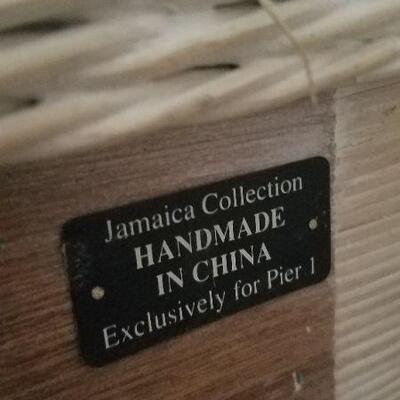 Jamaica Collection
HANDMADE
IN CHINA
Exclusively for Pier 1